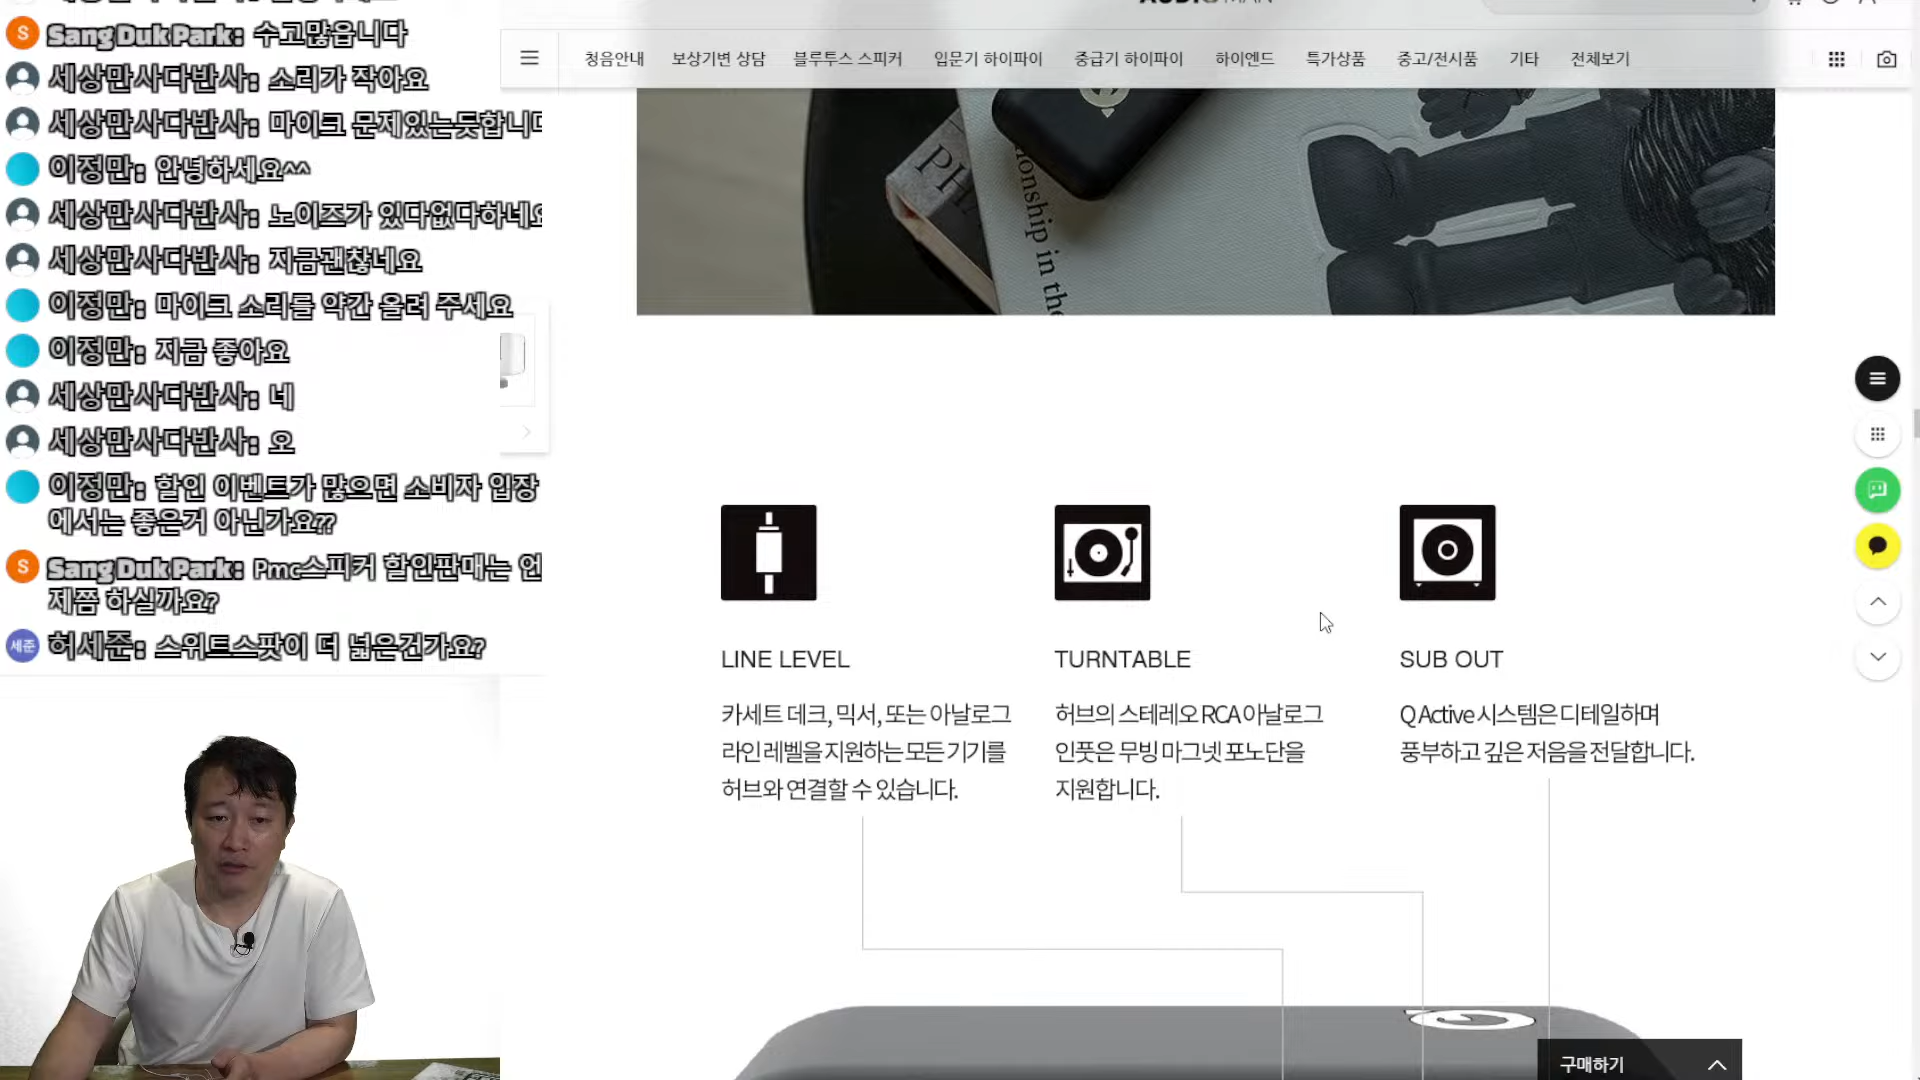 Sang Duk Park: 수고많음니다
세상만사다반사: 소리가 작아요
세상만사다반사: 마이크 문제있는듯합니다
이정만: 안녕하세요^^
세상만사다반사: 노이즈가 있다없다하네요
세상만사다반사: 지금괜찮네요
이정만: 마이크 소리를 약간 올려 주세요
이정만: 지금 좋아요
세상만사다반사: 네
세상만사다반사: 오
이정만: 할인 이벤트가 많으면 소비자 입장
에서는 좋은거 아닌가요??
Sang Duk Park: Pmc스피커 할인판매는 언
제쯤 하실까요?
세준
허세준: 스위트스팟이 더 넓은건가요?
청음안내 보상기변 상담 블루투스 스피커 입문기 하이파이 중급기 하이파이 하이엔드 특가상품 중고/전시품 기타 전체보기
onship in the
LINE LEVEL
카세트 데크, 믹서, 또는 아날로그
라인 레벨을 지원하는 모든 기기를
허브와 연결할 수 있습니다.
TURNTABLE
허브의 스테레오 RCA 아날로그
인풋은 무빙 마그넷 포노단을
지원합니다.
SUB OUT
Q Active 시스템은 디테일하며
풍부하고 깊은 저음을 전달합니다.
구매하기